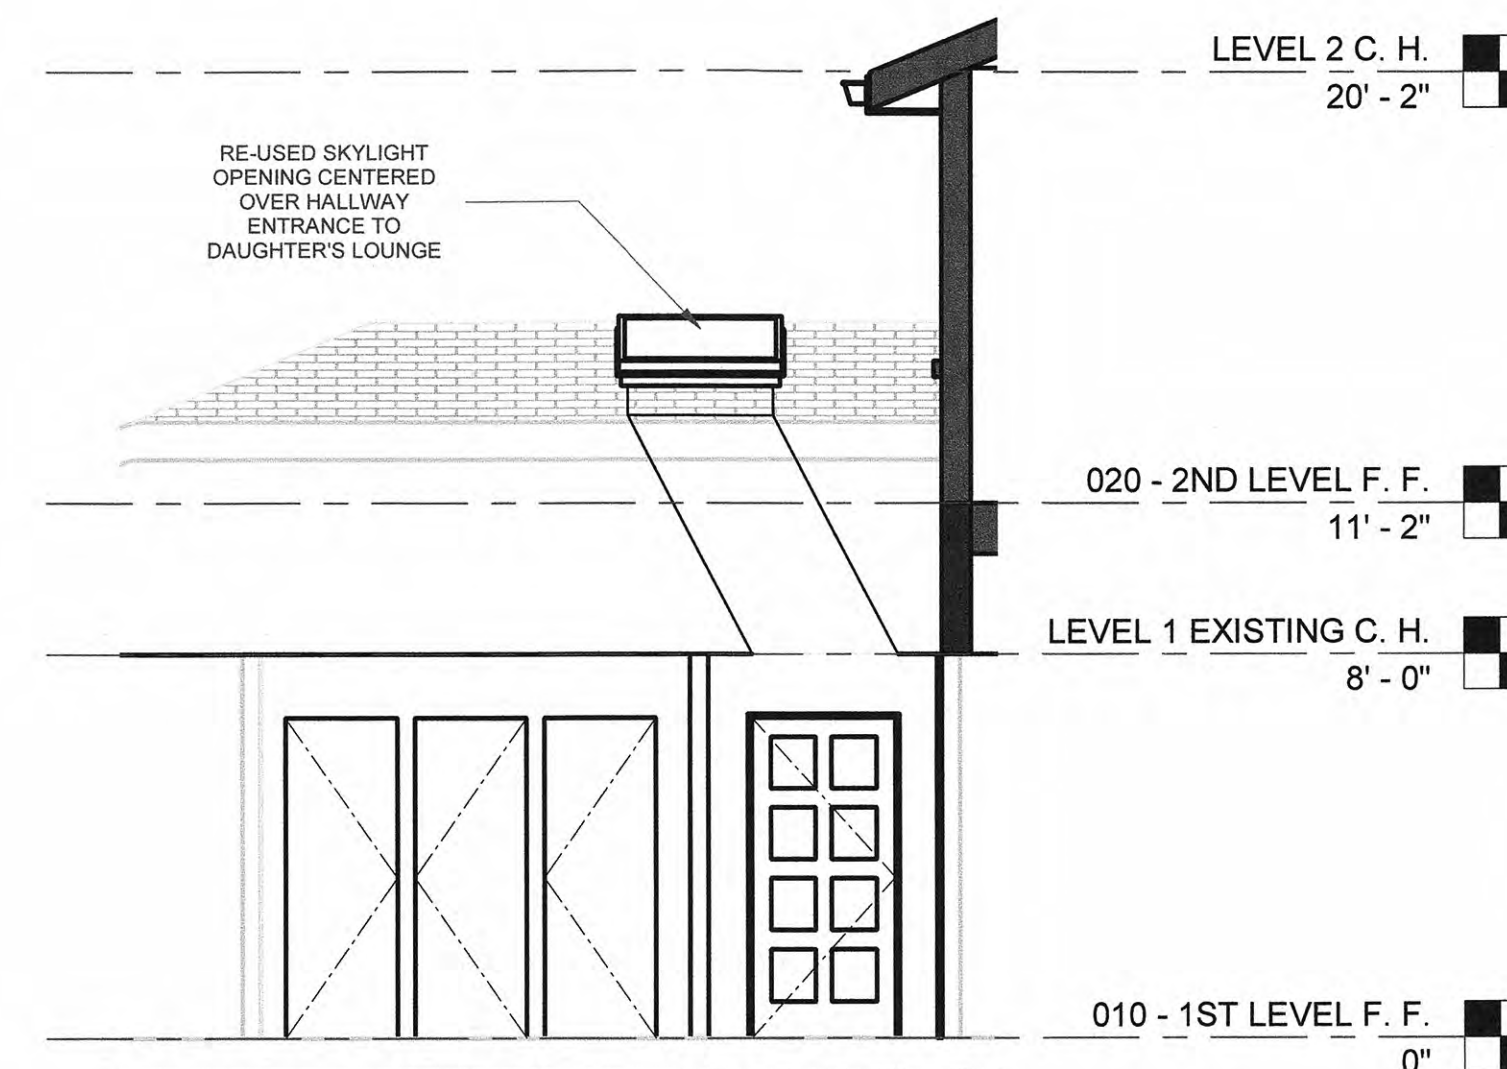 LEVEL 2 C. H.
20' - 2"
RE-USED SKYLIGHT
OPENING CENTERED
OVER HALLWAY
ENTRANCE TO
DAUGHTER'S LOUNGE
020 - 2ND LEVEL F. F.
11' - 2"
LEVEL 1 EXISTING C. H.
8' - 0"
010 - 1ST LEVEL F. F.
0"